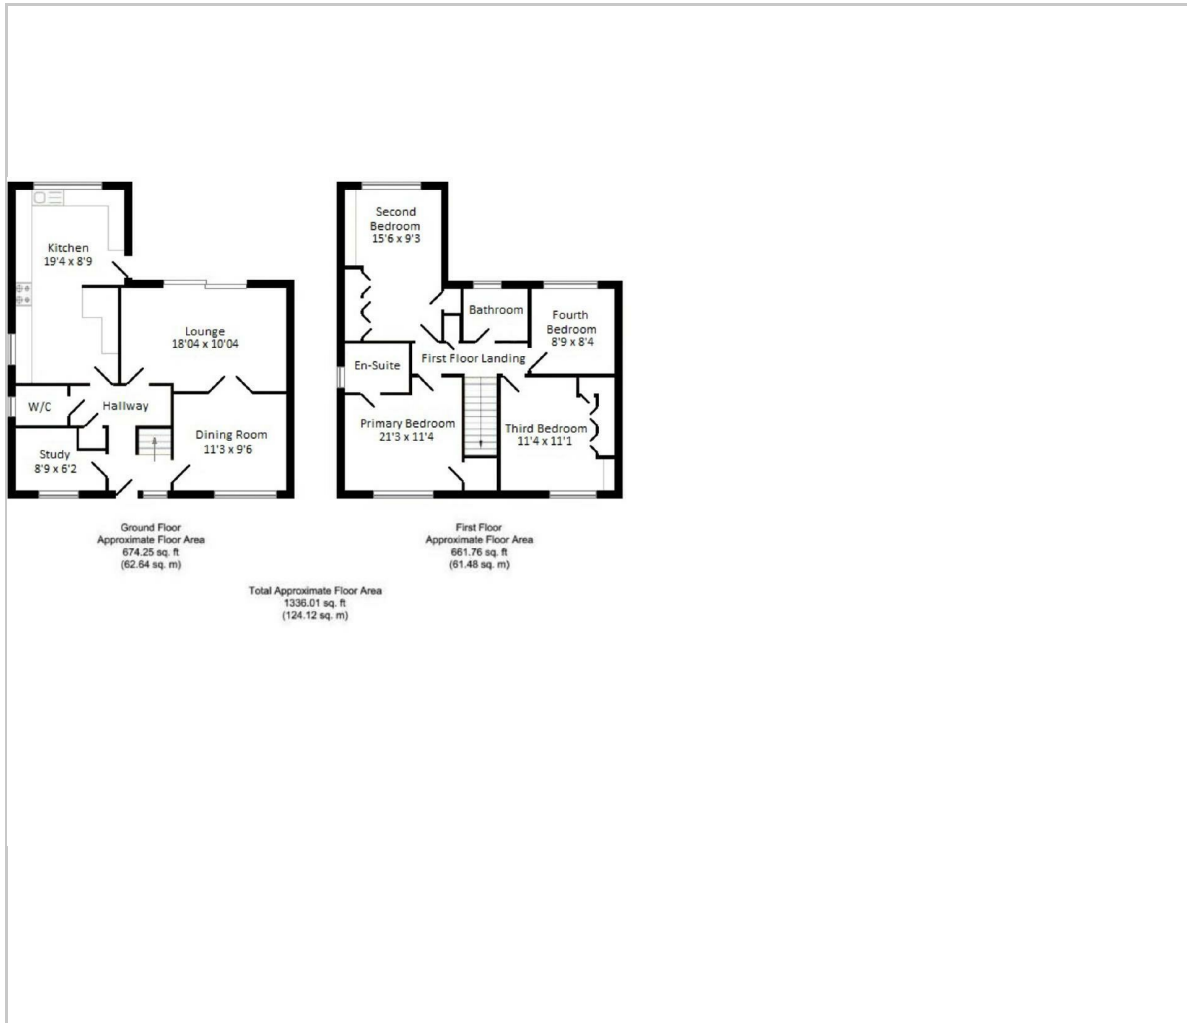 Kitchen
19'4 x 8'9
Lounge
18'04 x 10'04
W/C
Hallway
Study
8'9 x 6'2
Dining Room
11'3 x 9'6
Ground Floor
Approximate Floor Area
674.25 sq. ft
(62.64 sq. m)
Second
Bedroom
15'6 x 9'3
Bathroom
Fourth
Bedroom
8'9 x 8'4
First Floor Landing
En-Suite
Primary Bedroom
21'3 x 11'4
Third Bedroom
11'4 x 11'1
First Floor
Approximate Floor Area
661.76 sq. ft
(61.48 sq. m)
Total Approximate Floor Area
1336.01 sq. ft
(124.12 sq. m)